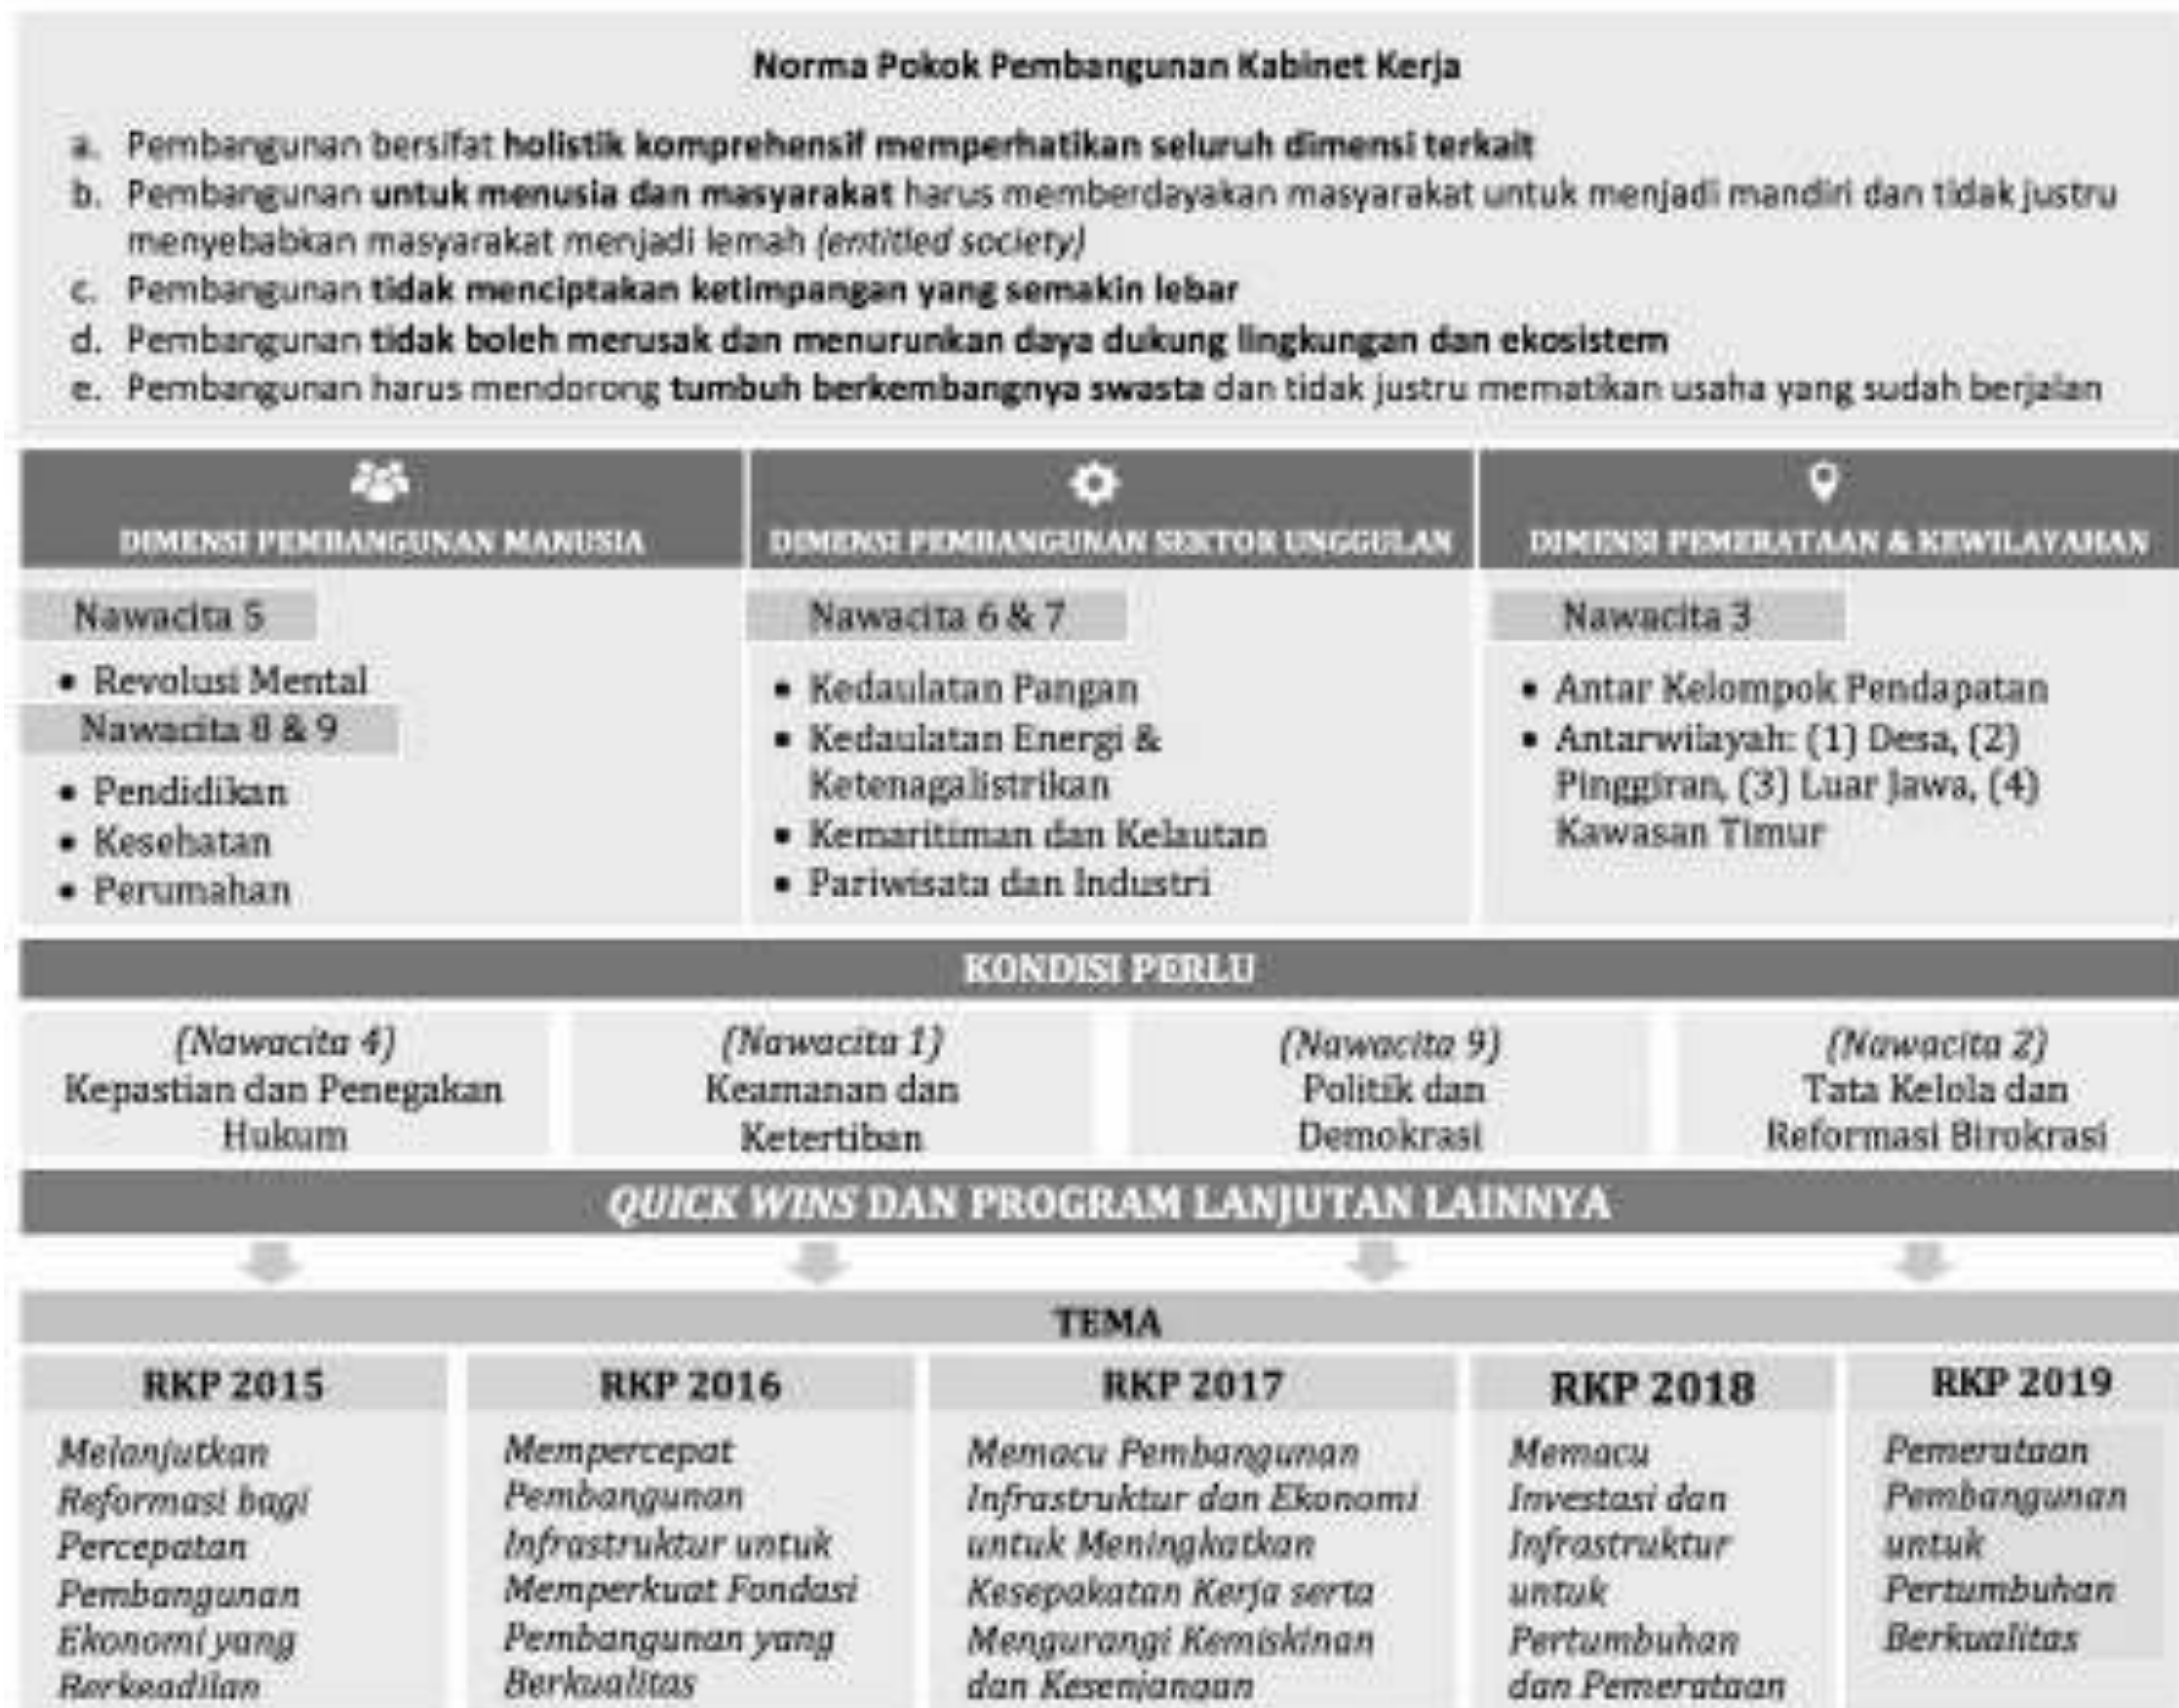 Norma Pokok Pembangunan Kabinet Kerja
a. Pembangunan bersifat holistik komprehensif memperhatikan seluruh dimensi terkait
b. Pembangunan untuk menusia dan masyarakat harus memberdayakan masyarakat untuk menjadi mandiri dan tidak justru
menyebabkan masyarakat menjadi lemah (entitled society)
c. Pembangunan tidak menciptakan ketimpangan yang semakin lebar
d. Pembangunan tidak boleh merusak dan menurunkan daya dukung lingkungan dan ekosistem
e. Pembangunan harus mendorong tumbuh berkembangnya swasta dan tidak justru mematikan usaha yang sudah berjalan
DIMENSI PEMBANGUNAN MANUSIA
Nawacita 5
• Revolusi Mental
Nawacita 8 & 9
• Pendidikan
• Kesehatan
• Perumahan
DIMENSI PEMBANGUNAN SEKTOR UNGGULAN
Nawacita 6 & 7
• Kedaulatan Pangan
• Kedaulatan Energi &
Ketenagalistrikan
• Kemaritiman dan Kelautan
• Pariwisata dan Industri
DIMENSI PEMERATAAN & KEWILAYAHAN
Nawacita 3
• Antar Kelompok Pendapatan
• Antarwilayah: (1) Desa, (2)
Pinggiran, (3) Luar Jawa, (4)
Kawasan Timur
KONDISI PERLU
(Nawacita 4)
Kepastian dan Penegakan
Hukum
(Nawacita 1)
Keamanan dan
Ketertiban
(Nawacita 9)
Politik dan
Demokrasi
(Nawacita 2)
Tata Kelola dan
Reformasi Birokrasi
QUICK WINS DAN PROGRAM LANJUTAN LAINNYA
TEMA
RKP 2015
Melanjutkan
Reformasi bagi
Percepatan
Pembangunan
Ekonomi yang
Berkeadilan
RKP 2016
Mempercepat
Pembangunan
Infrastruktur untuk
Memperkuat Fondasi
Pembangunan yang
Berkualitas
RKP 2017
Memacu Pembangunan
Infrastruktur dan Ekonomi
untuk Meningkatkan
Kesepakatan Kerja serta
Mengurangi Kemiskinan
dan Kesenjangan
RKP 2018
Memacu
Investasi dan
Infrastruktur
untuk
Pertumbuhan
dan Pemerataan
RKP 2019
Pemerataan
Pembangunan
untuk
Pertumbuhan
Berkualitas